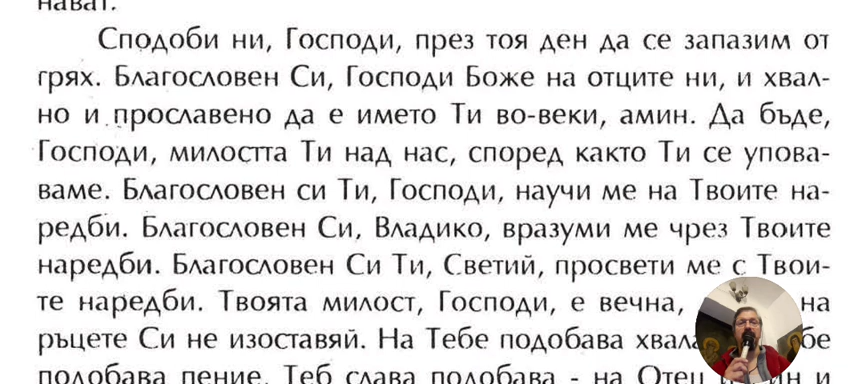 нават.
Сподоби ни, Господи, през тоя ден да се запазим от
грях. Благословен Си, Господи Боже на отците ни, и хвал-
но и прославено да е името Ти во-веки, амин. Да бъде,
Господи, милостта Ти над нас, според както Ти се упова-
ваме. Благословен си Ти, Господи, научи ме на Твоите на-
редби. Благословен Си, Владико, вразуми ме чрез Твоите
наредби. Благословен Си Ти, Светий, просвети ме с Твои-
те наредби. Твоята милост, Господи, е вечна, на
ръцете Си не изоставяй. На Тебе подобава хвала
подобава пение, Теб слава подобава - на Отец и